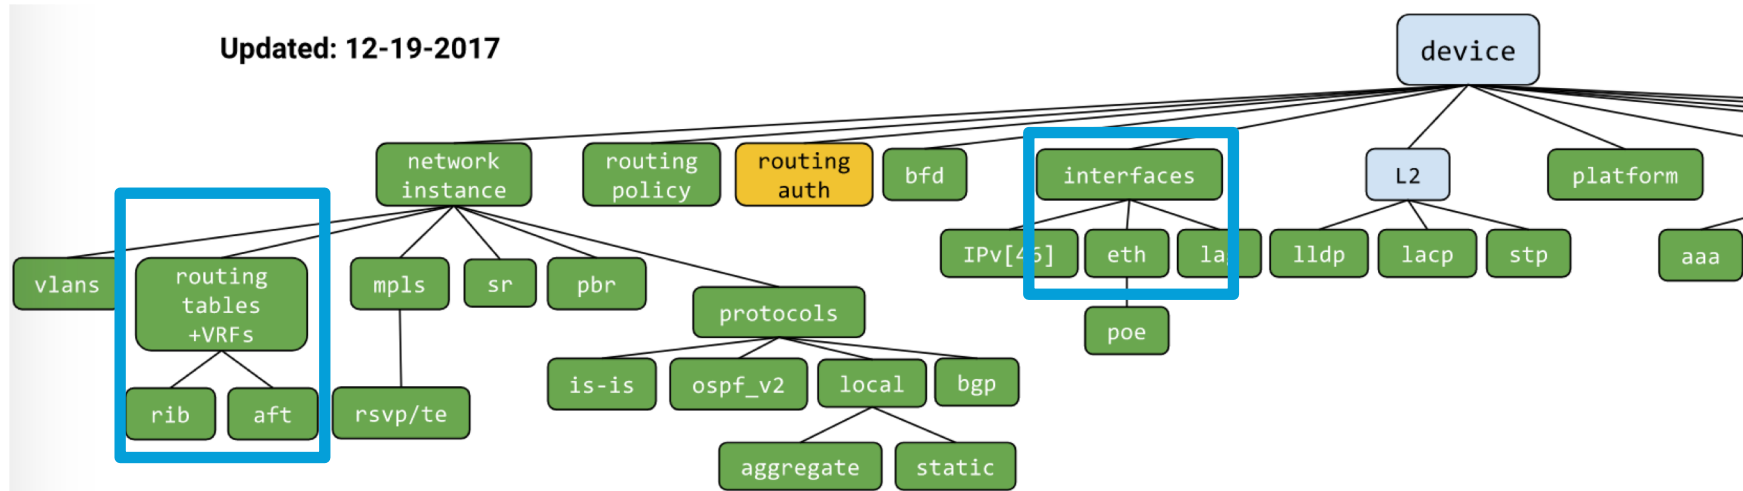 Updated: 12-19-2017
device
network
instance
routing
policy
routing
auth
bfd
interfaces
L2
platform
vlans
routing
tables
+VRFs
mpls
sr
pbr
protocols
IPv[46]
eth
lldp
lacp
stp
aaa
poe
rib
aft
rsvp/te
is-is
ospf_v2
local
bgp
aggregate
static